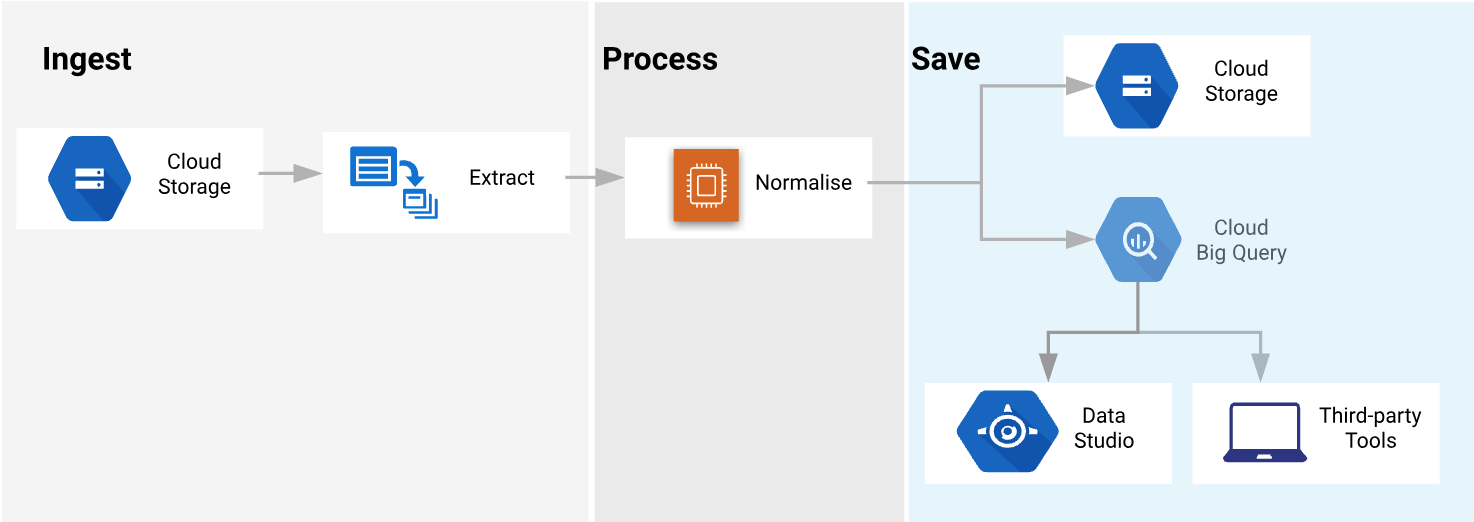 Ingest
Process
Save
Cloud
Storage
Extract
Normalise
Cloud
Storage
Cloud
Big Query
Data
Studio
Third-party
Tools